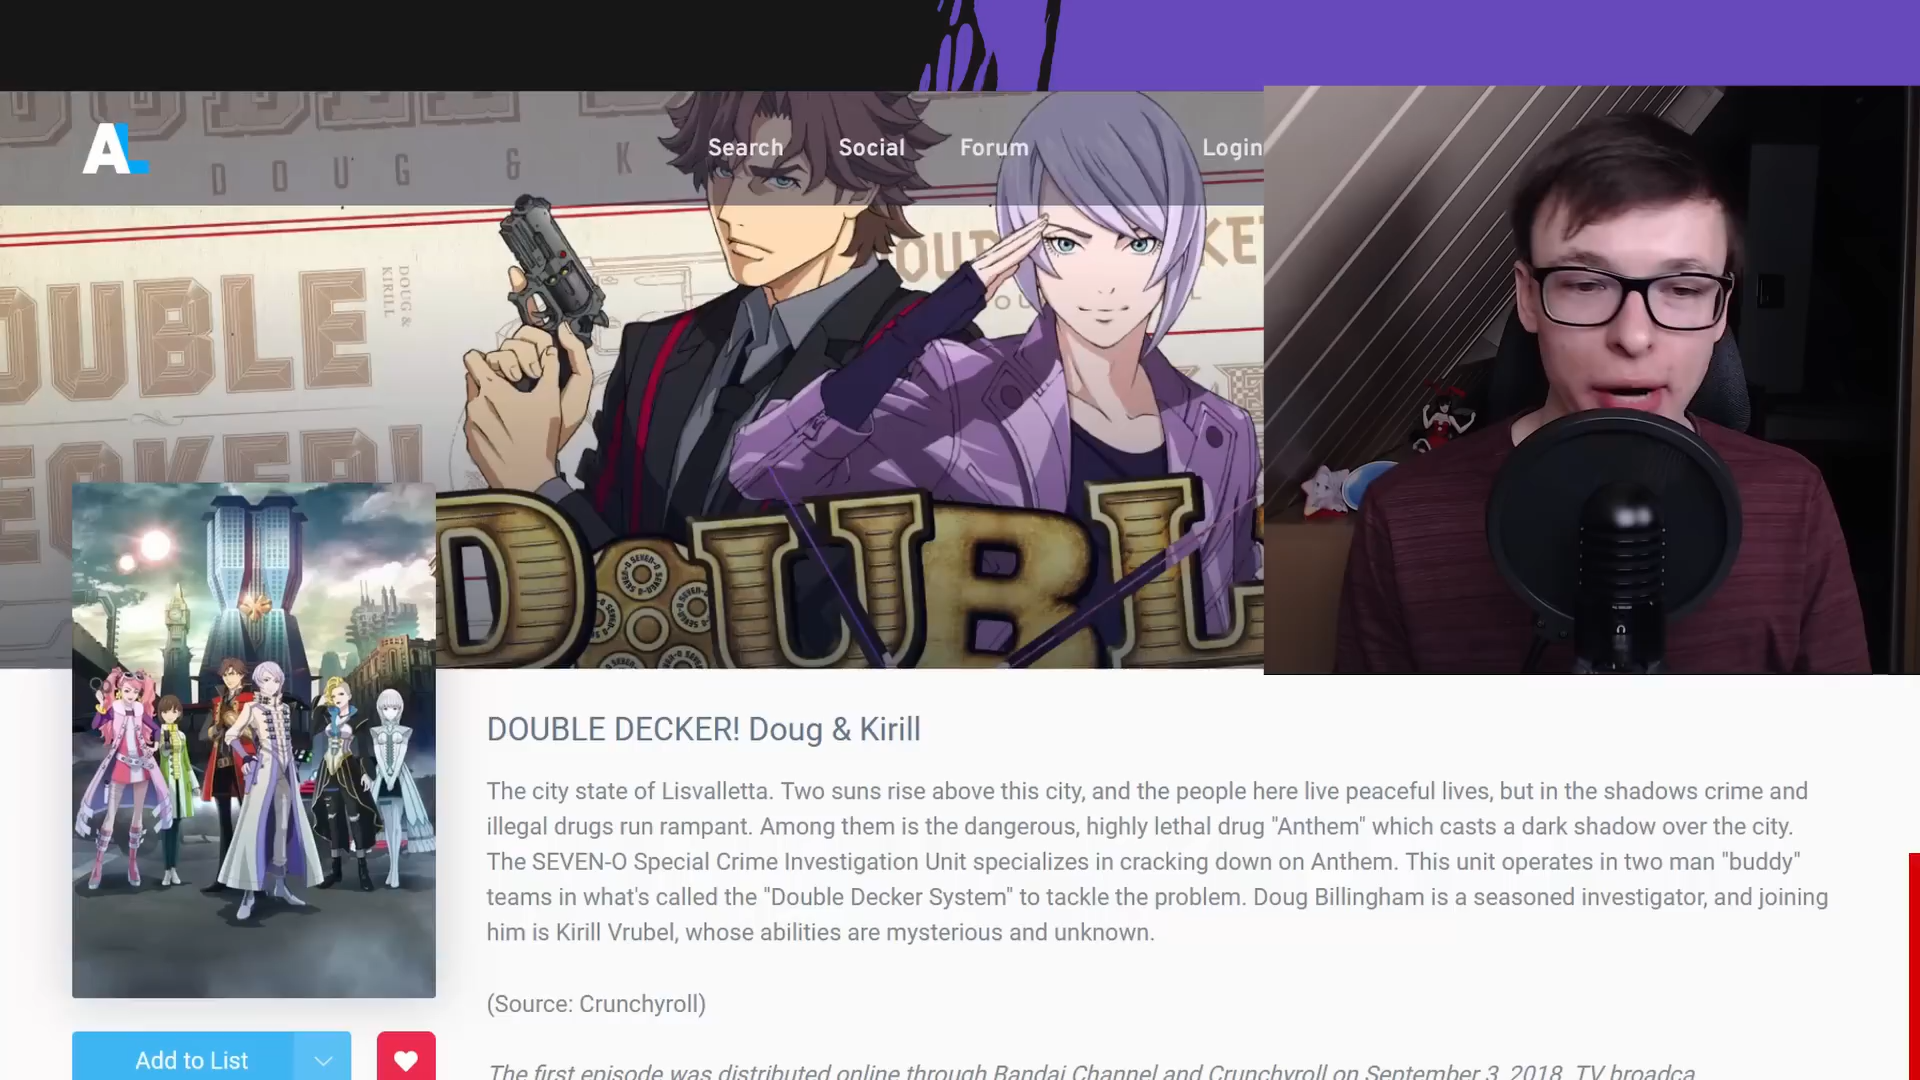 DOUG & K
AL
Search
Social
Forum
Login
DOUBLE
DOUG &
KIRILL
DOUBL
SEVEN-O
DOUBLE DECKER! Doug & Kirill
The city state of Lisvalletta. Two suns rise above this city, and the people here live peaceful lives, but in the shadows crime and
illegal drugs run rampant. Among them is the dangerous, highly lethal drug "Anthem" which casts a dark shadow over the city.
The SEVEN-O Special Crime Investigation Unit specializes in cracking down on Anthem. This unit operates in two man "buddy"
teams in what's called the "Double Decker System" to tackle the problem. Doug Billingham is a seasoned investigator, and joining
him is Kirill Vrubel, whose abilities are mysterious and unknown.
(Source: Crunchyroll)
Add to List
The first episode was distributed online through Bandai Channel and Crunchyroll on September 3, 2018. TV broadca